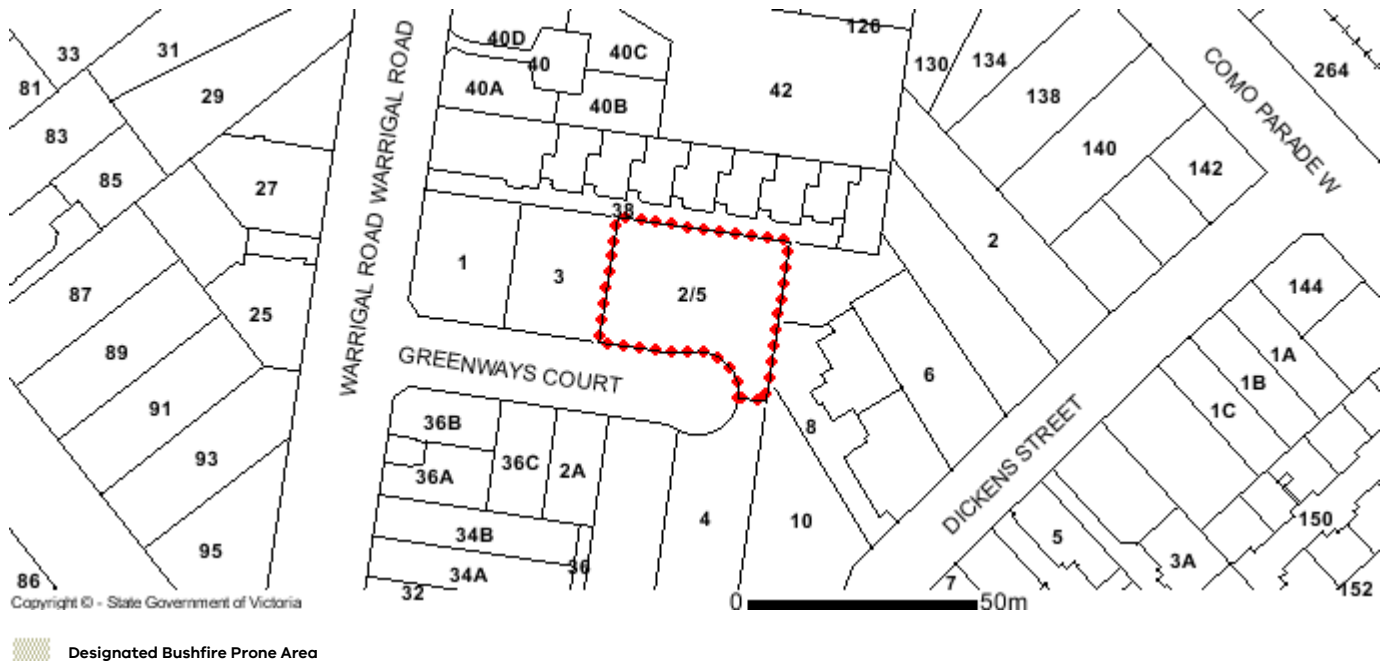 33
31
40D
40
40C
126
130
134
COMO PARADE W
264
81
29
40A
40B
42
138
83
140
142
85
27
WARRIGAL ROAD WARRIGAL ROAD
38
1
3
2/5
2
144
87
25
GREENWAYS COURT
89
6
1A
1B
1C
91
36B
8
DICKENS STREET
93
36A
36C
2A
4
10
95
34B
5
150
86
34A
36
7
3A
32
152
Copyright © - State Government of Victoria
0
50m
Designated Bushfire Prone Area